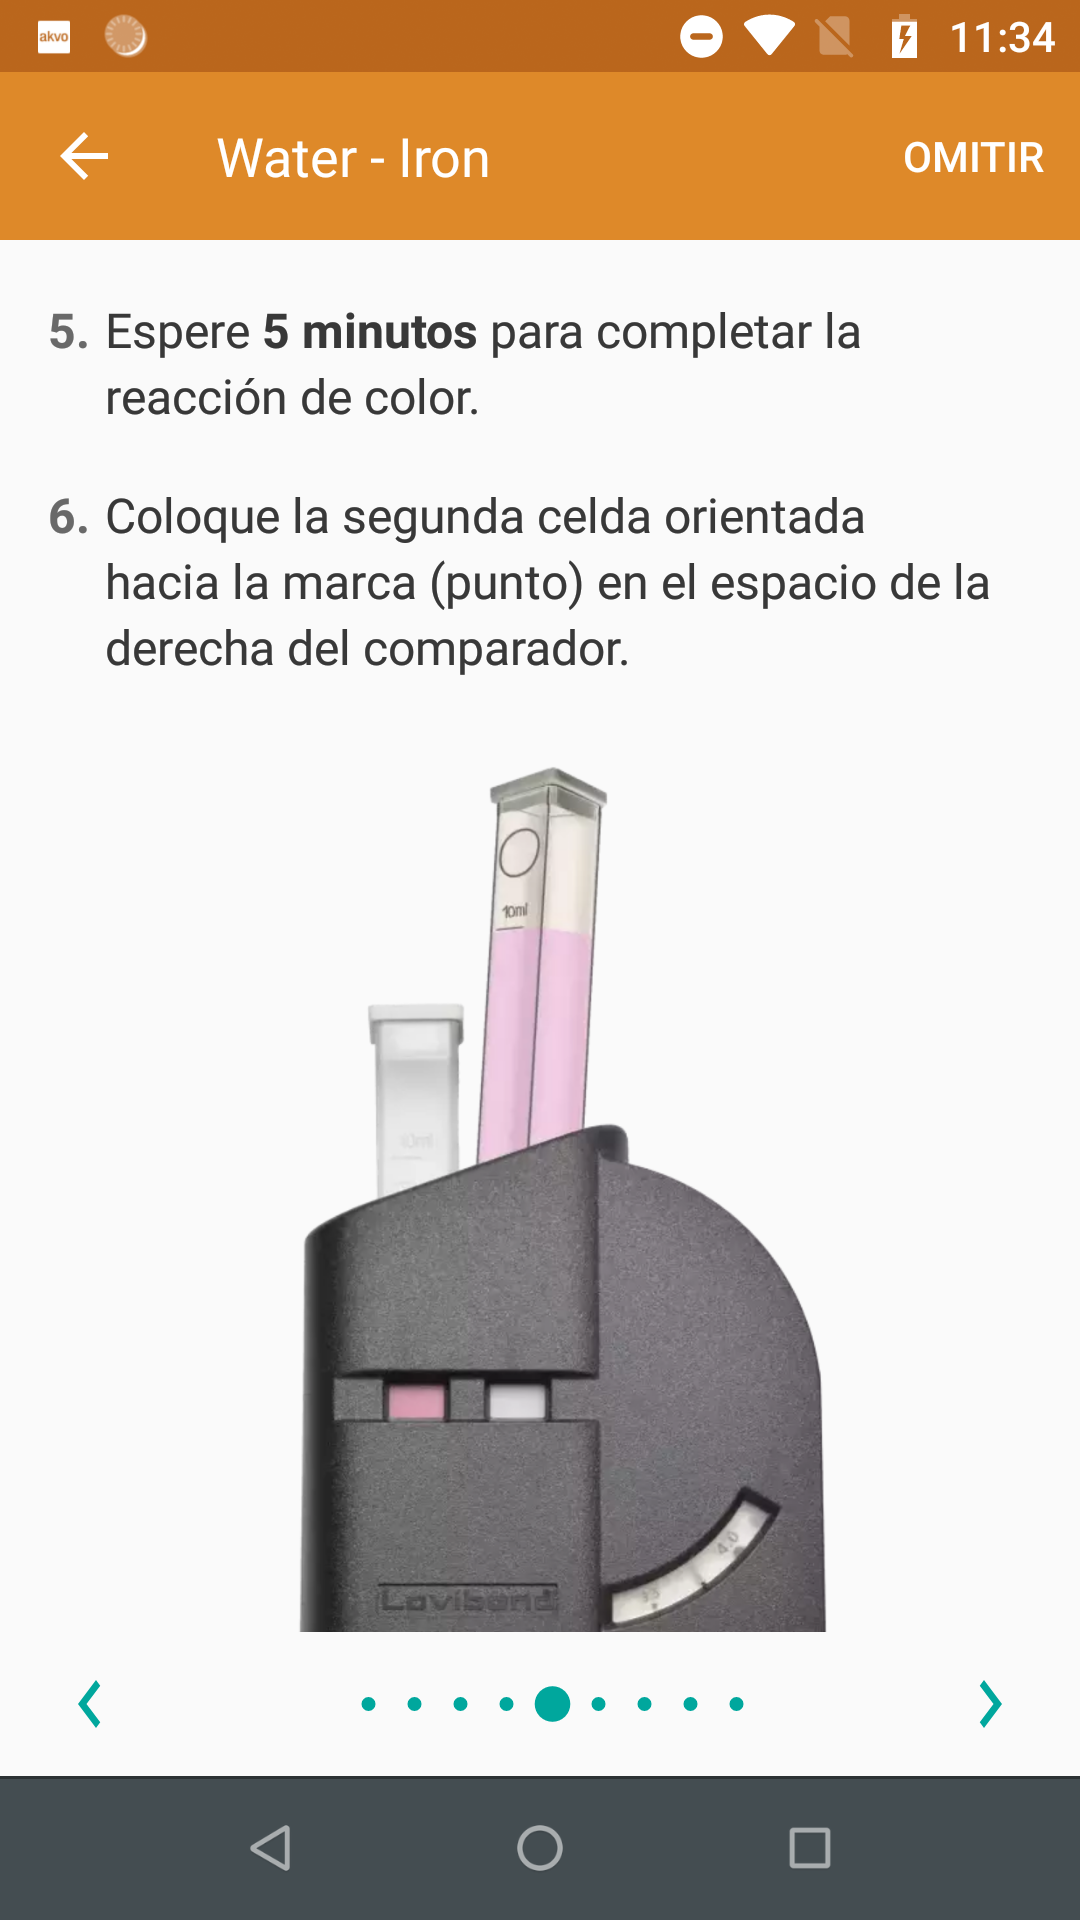 akvo
11:34
Water - Iron
OMITIR
5. Espere 5 minutos para completar la
reacción de color.
6. Coloque la segunda celda orientada
hacia la marca (punto) en el espacio de la
derecha del comparador.
10ml
10ml
4.0
3.5
Lovibond